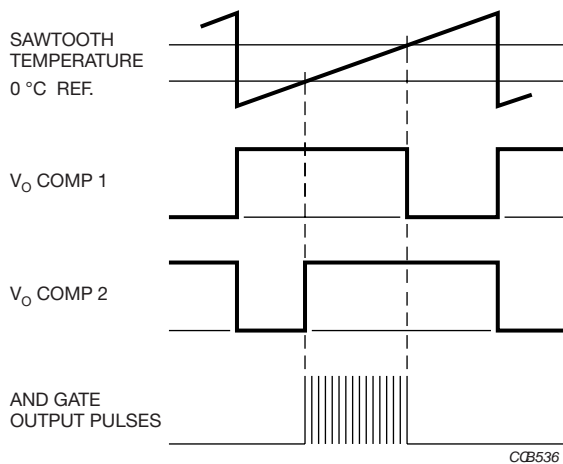 SAWTOOTH
TEMPERATURE
0 °C REF.
VO COMP 1
VO COMP 2
AND GATE
OUTPUT PULSES
CCB536